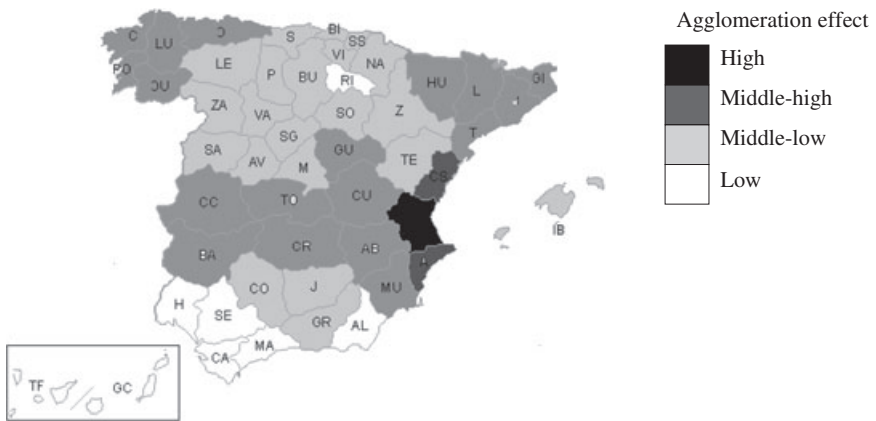 Agglomeration effect
High
Middle-high
Middle-low
Low
C
LU
O
S
BI
SS
VI
NA
LE
P
BU
RI
HU
L
GI
PO
OU
ZA
VA
SO
Z
T
SG
SA
AV
M
GU
TE
CS
CC
TO
CU
IB
BA
CR
AB
A
CO
J
MU
H
SE
GR
AL
CA
MA
TF
GC